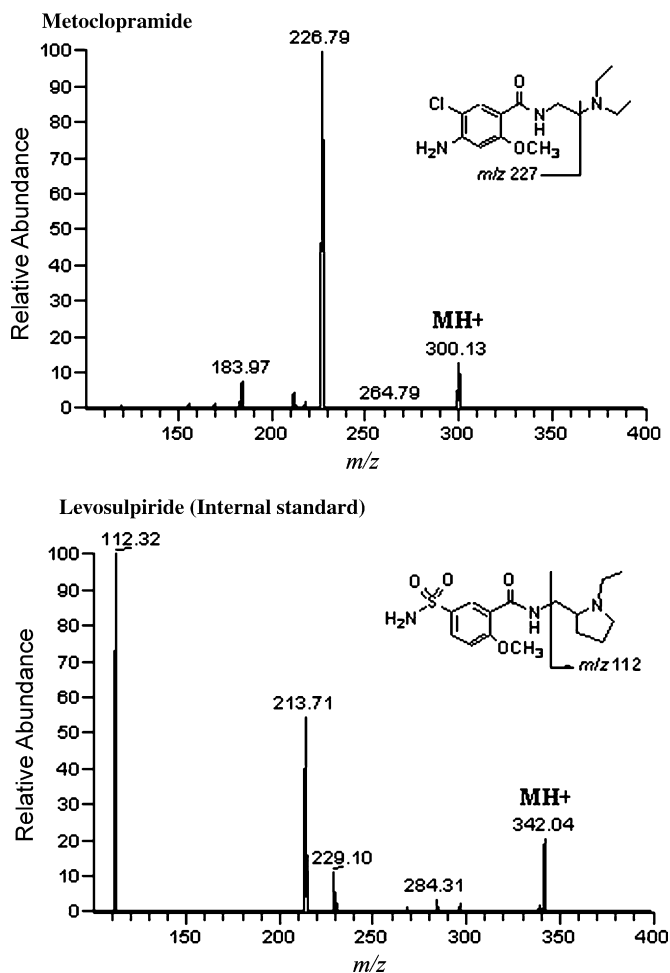 Metoclopramide
226.79
100
90
80
70
60
50
40
30
20
10
0
Relative Abundance
Cl
O
N
H
N
H₂N
OCH₃
m/z 227
MH+
300.13
183.97
264.79
150
200
250
300
350
400
m/z
Levosulpiride (Internal standard)
112.32
100
90
80
70
60
50
40
30
20
10
0
Relative Abundance
O
O
S
H₂N
O
N
H
N
OCH₃
m/z 112
213.71
MH+
342.04
229.10
284.31
150
200
250
300
350
400
m/z